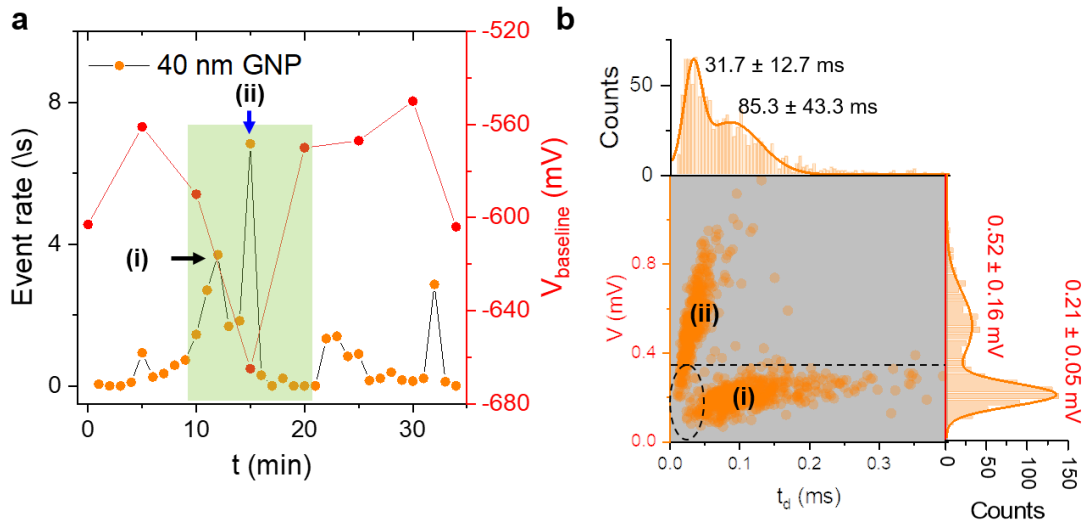 a
40 nm GNP
(ii)
(i)
Event rate (\s)
8
4
0
0
10
20
30
t (min)
-520
-560
-600
-640
-680
V_baseline (mV)
b
Counts
50
0
31.7 ± 12.7 ms
85.3 ± 43.3 ms
V (mV)
0.8
0.4
0.0
(ii)
(i)
0.0
0.1
0.2
0.3
t_d (ms)
0.52 ± 0.16 mV
0.21 ± 0.05 mV
0
50
100
150
Counts